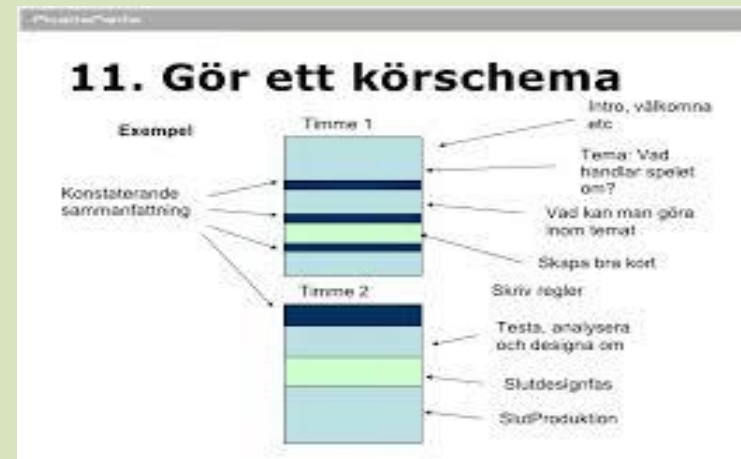 11. Gör ett körschema
Exempel
Timme 1
Intro, välkomna
etc
Tema: Vad
handlar spelet
om?
Konstaterande
sammanfattning
Vad kan man göra
inom temat
Skapa bra kort
Timme 2
Skriv regler
Testa, analysera
och designa om
Slutdesignfas
SlutProduktion